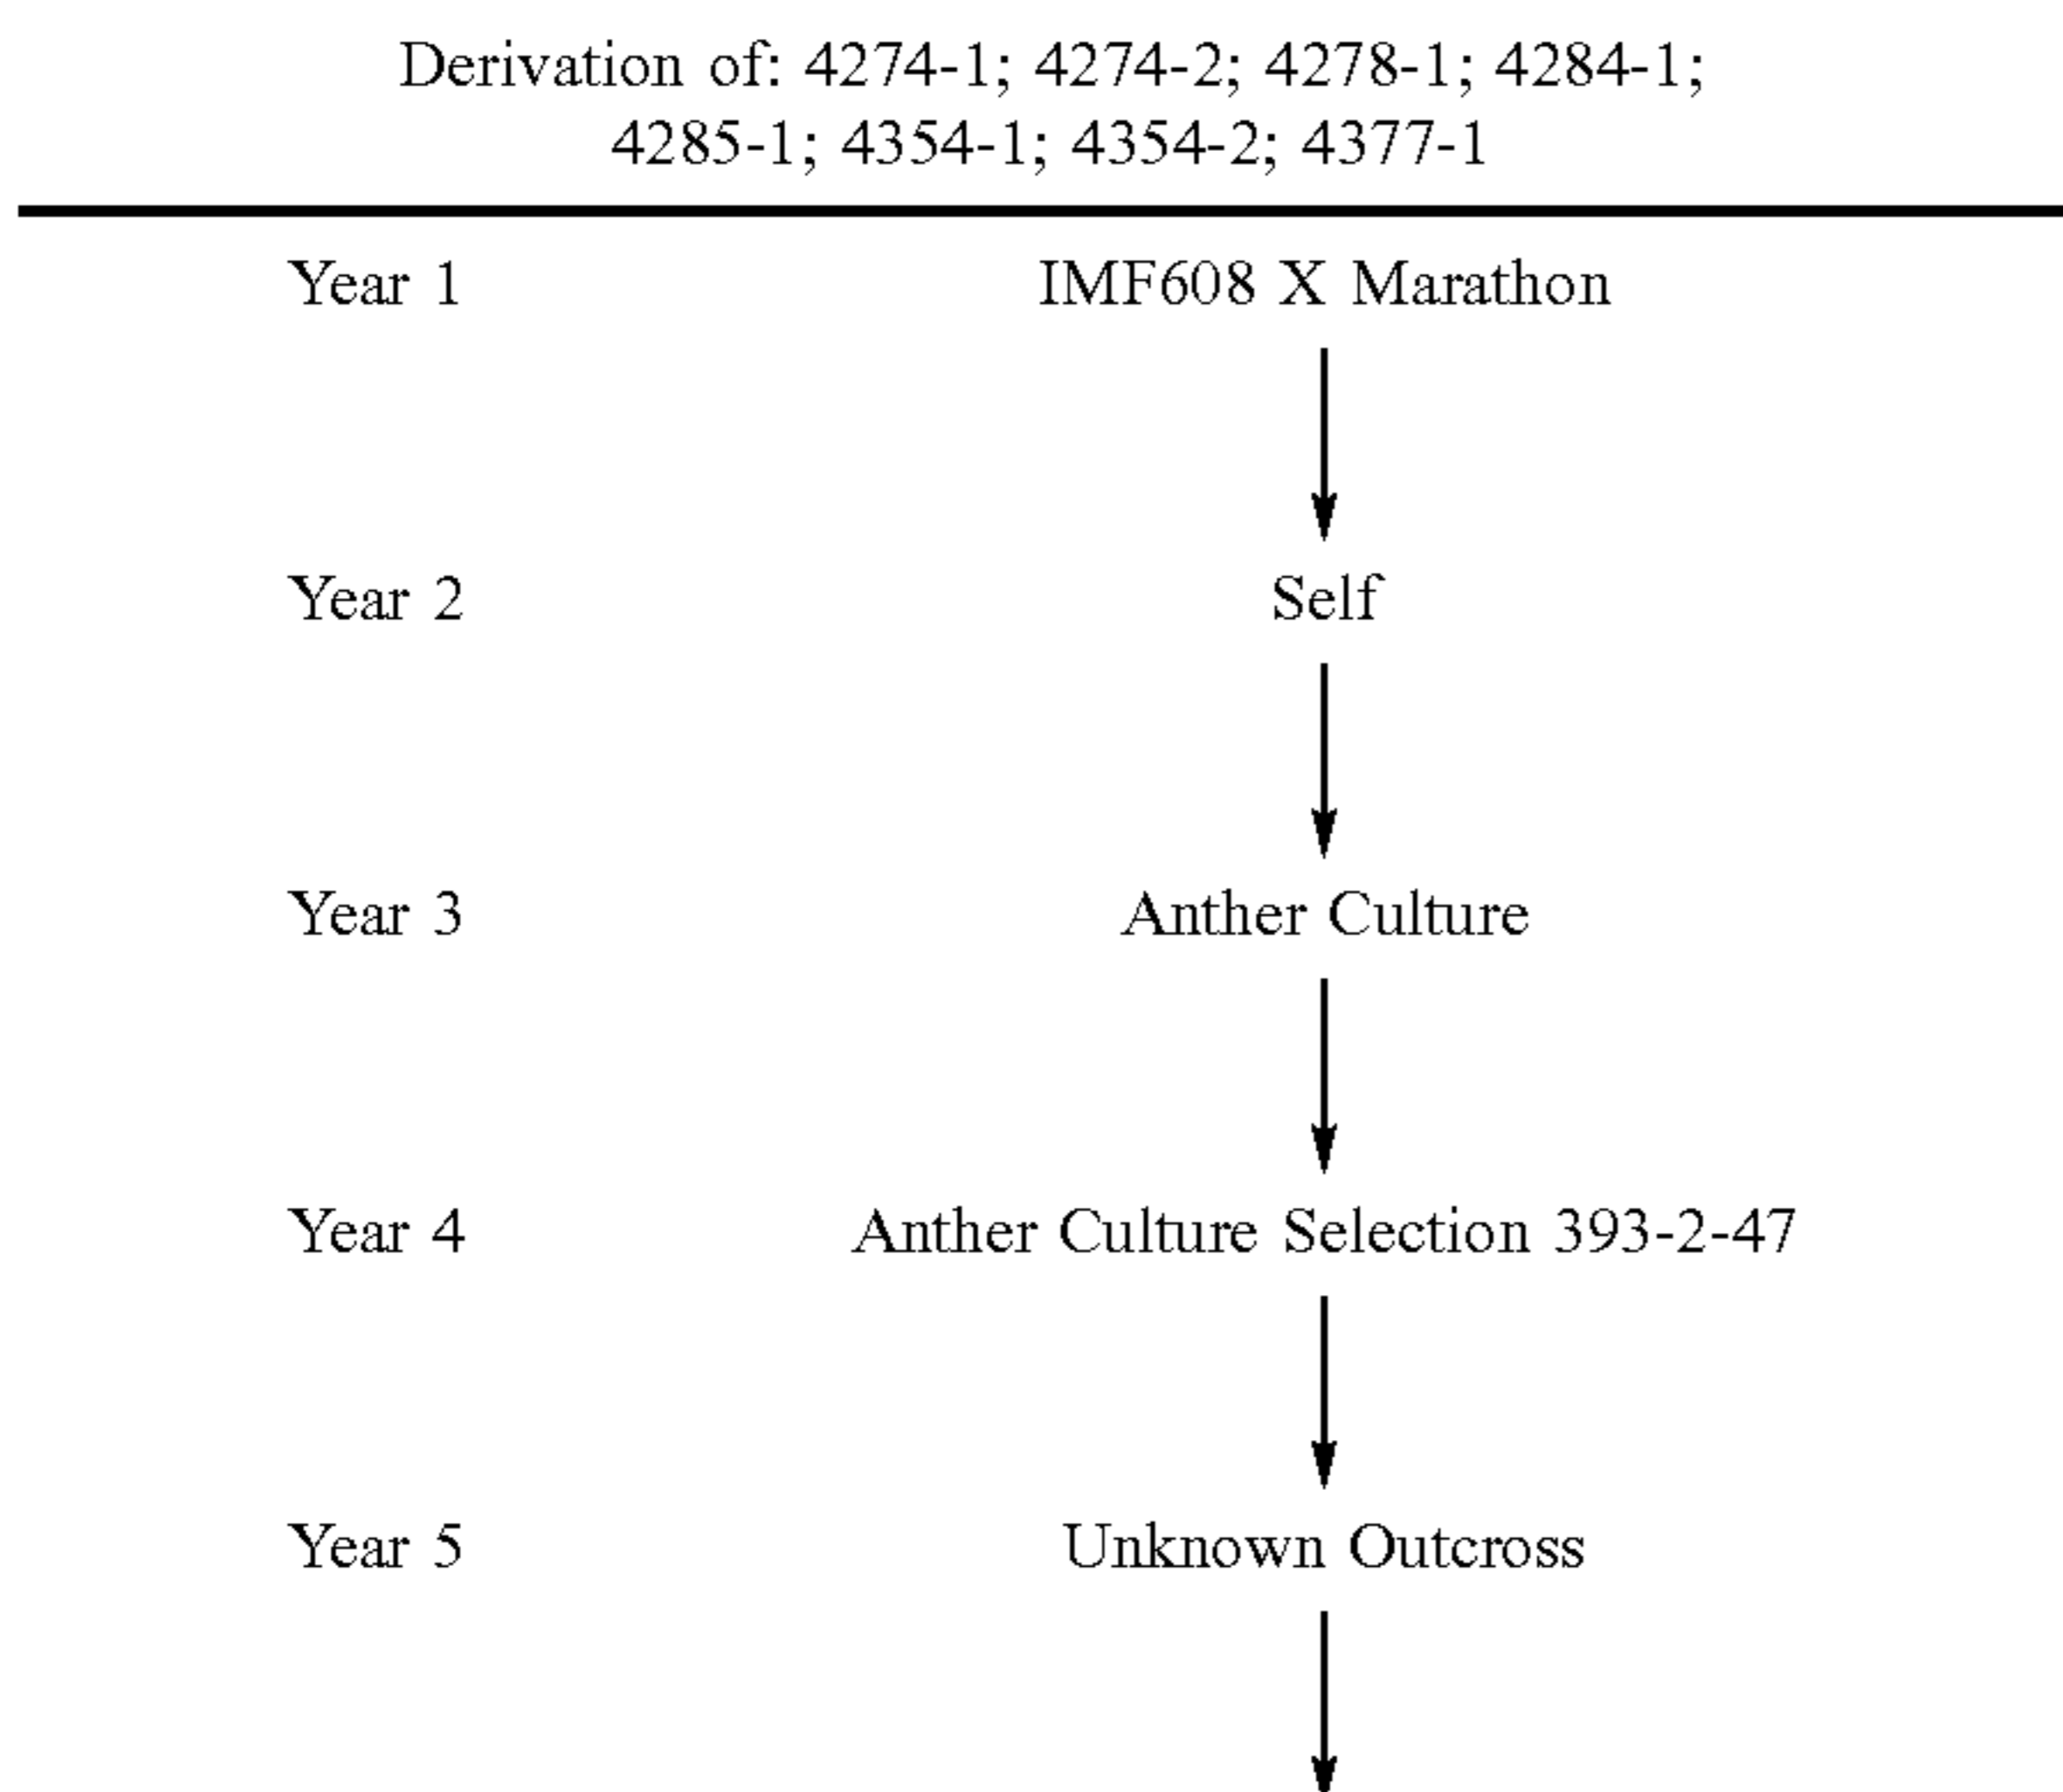 Derivation of: 4274-1; 4274-2; 4278-1; 4284-1;
4285-1; 4354-1; 4354-2; 4377-1
Year 1 IMF608 X Marathon
Year 2 Self
Year 3 Anther Culture
Year 4 Anther Culture Selection 393-2-47
Year 5 Unknown Outcross